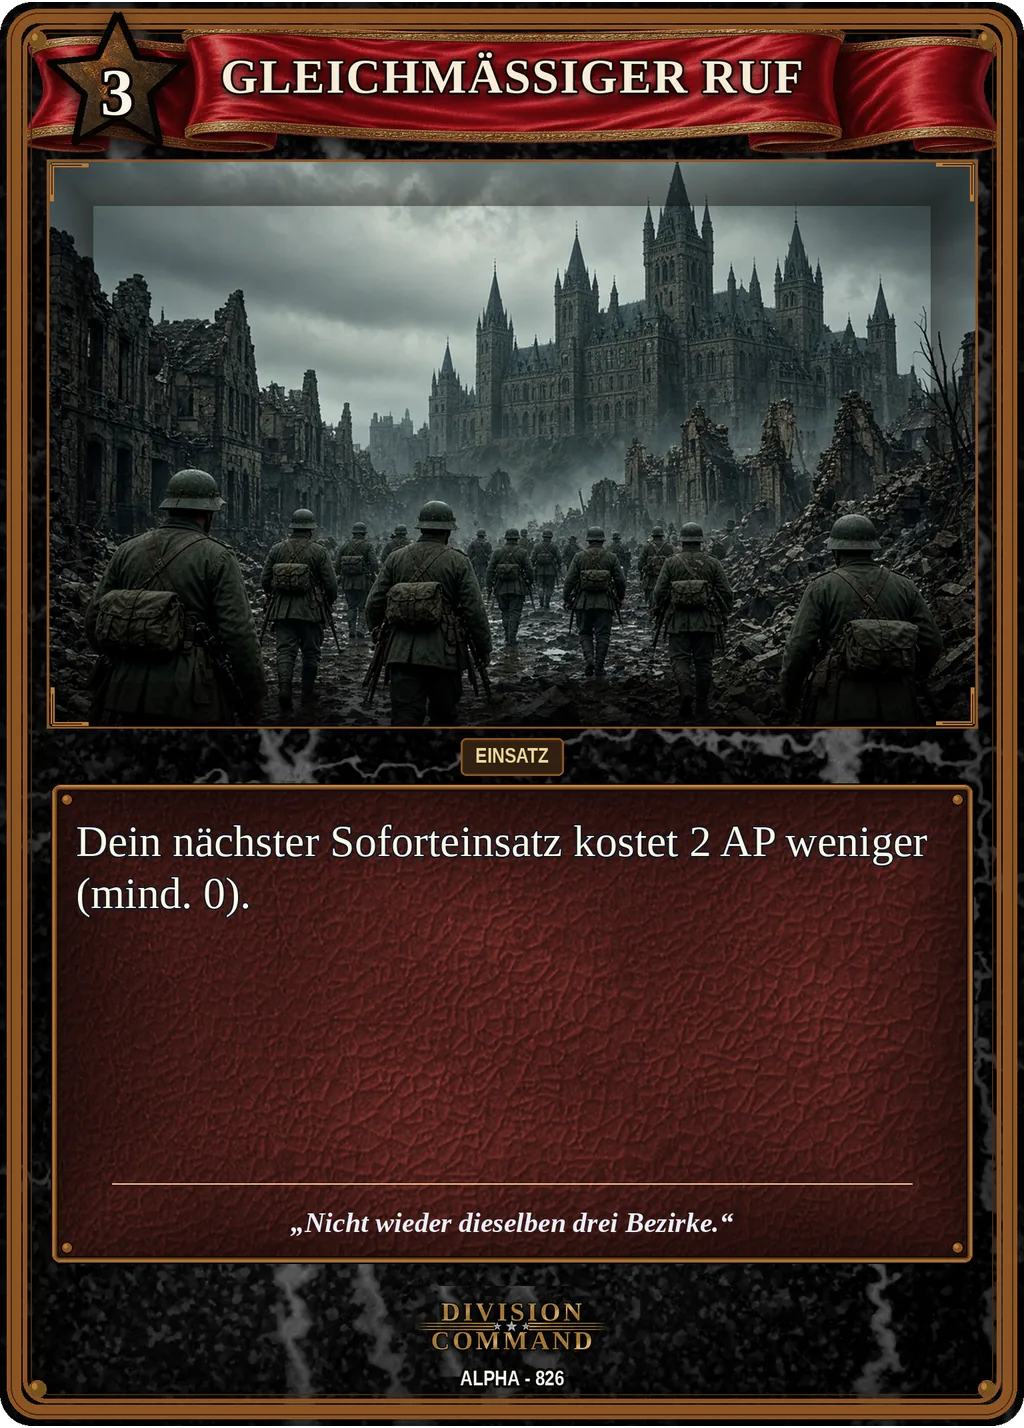 3
GLEICHMÄSSIGER RUF
EINSATZ
Dein nächster Soforteinsatz kostet 2 AP weniger
(mind. 0).
„Nicht wieder dieselben drei Bezirke.“
DIVISION
COMMAND
ALPHA - 826